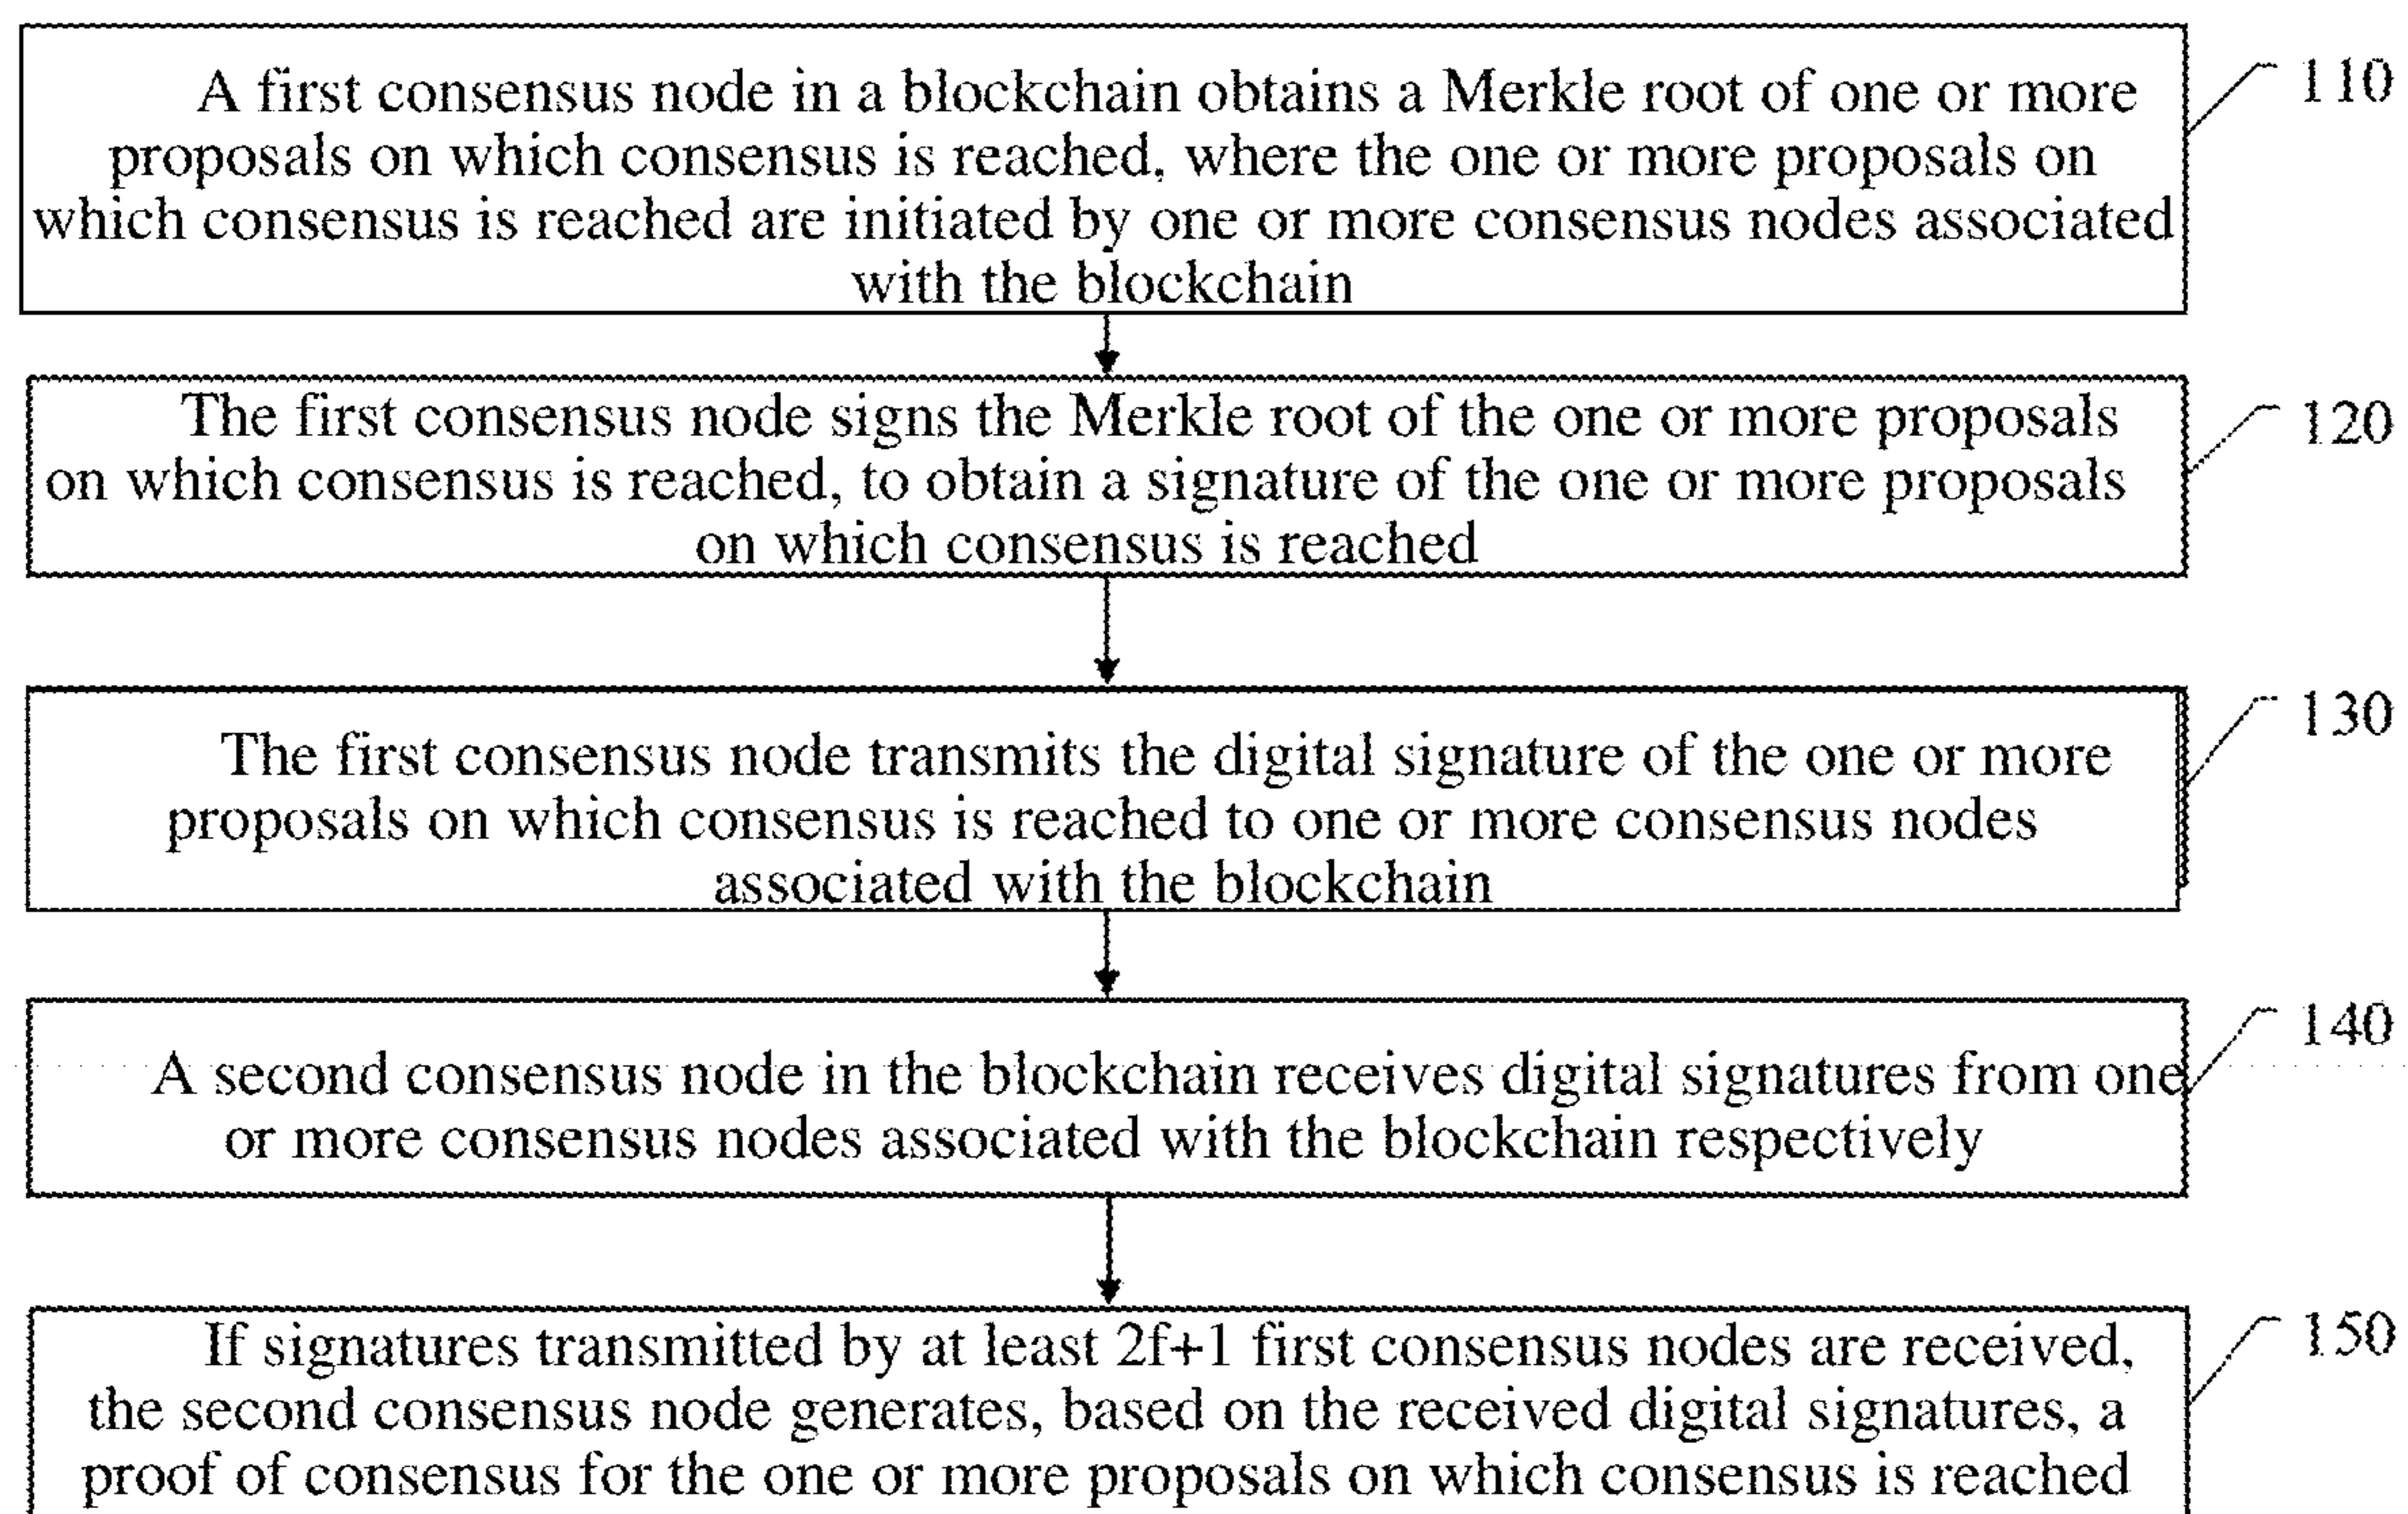 A first consensus node in a blockchain obtains a Merkle root of one or more
proposals on which consensus is reached, where the one or more proposals on
which consensus is reached are initiated by one or more consensus nodes associated
with the blockchain
110
The first consensus node signs the Merkle root of the one or more proposals
on which consensus is reached, to obtain a signature of the one or more proposals
on which consensus is reached
120
The first consensus node transmits the digital signature of the one or more
proposals on which consensus is reached to one or more consensus nodes
associated with the blockchain
130
A second consensus node in the blockchain receives digital signatures from one
or more consensus nodes associated with the blockchain respectively
140
If signatures transmitted by at least 2f+1 first consensus nodes are received,
the second consensus node generates, based on the received digital signatures, a
proof of consensus for the one or more proposals on which consensus is reached
150